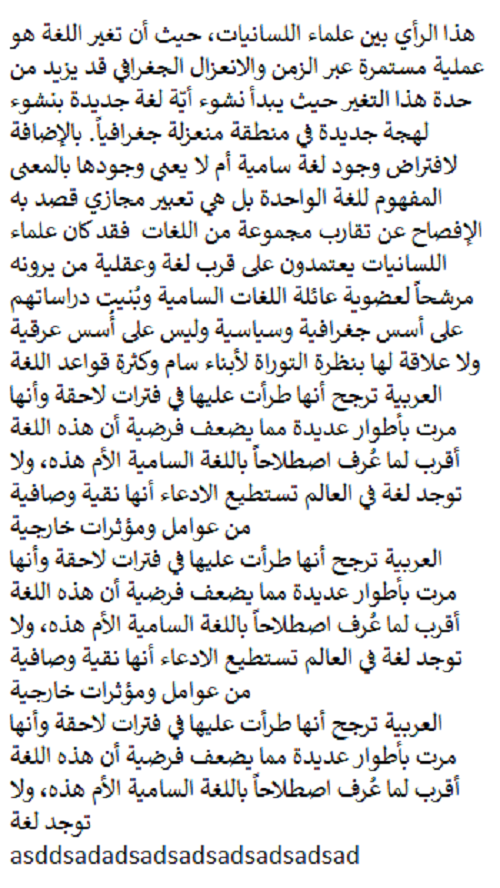 هذا الرأي بين علماء اللسانيات، حيث أن تغير اللغة هو
عملية مستمرة عبر الزمن والانعزال الجغرافي قد يزيد من
حدة هذا التغير حيث يبدأ نشوء أيّة لغة جديدة بنشوء
لهجة جديدة في منطقة منعزلة جغرافياً. بالإضافة
لافتراض وجود لغة سامية أم لا يعني وجودها بالمعنى
المفهوم للغة الواحدة بل هي تعبير مجازي قصد به
الإفصاح عن تقارب مجموعة من اللغات فقد كان علماء
اللسانيات يعتمدون على قرب لغة وعقلية من يرونه
مرشحاً لعضوية عائلة اللغات السامية وبُنيت دراساتهم
على أسس جغرافية وسياسية وليس على أسس عرقية
ولا علاقة لها بنظرة التوراة لأبناء سام وكثرة قواعد اللغة
العربية ترجح أنها طرأت عليها في فترات لاحقة وأنها
مرت بأطوار عديدة مما يضعف فرضية أن هذه اللغة
أقرب لما عُرف اصطلاحاً باللغة السامية الأم هذه، ولا
توجد لغة في العالم تستطيع الادعاء أنها نقية وصافية
من عوامل ومؤثرات خارجية
العربية ترجح أنها طرأت عليها في فترات لاحقة وأنها
مرت بأطوار عديدة مما يضعف فرضية أن هذه اللغة
أقرب لما عُرف اصطلاحاً باللغة السامية الأم هذه، ولا
توجد لغة في العالم تستطيع الادعاء أنها نقية وصافية
من عوامل ومؤثرات خارجية
العربية ترجح أنها طرأت عليها في فترات لاحقة وأنها
مرت بأطوار عديدة مما يضعف فرضية أن هذه اللغة
أقرب لما عُرف اصطلاحاً باللغة السامية الأم هذه، ولا
توجد لغة
asddsadadsadsadsadsadsadsad